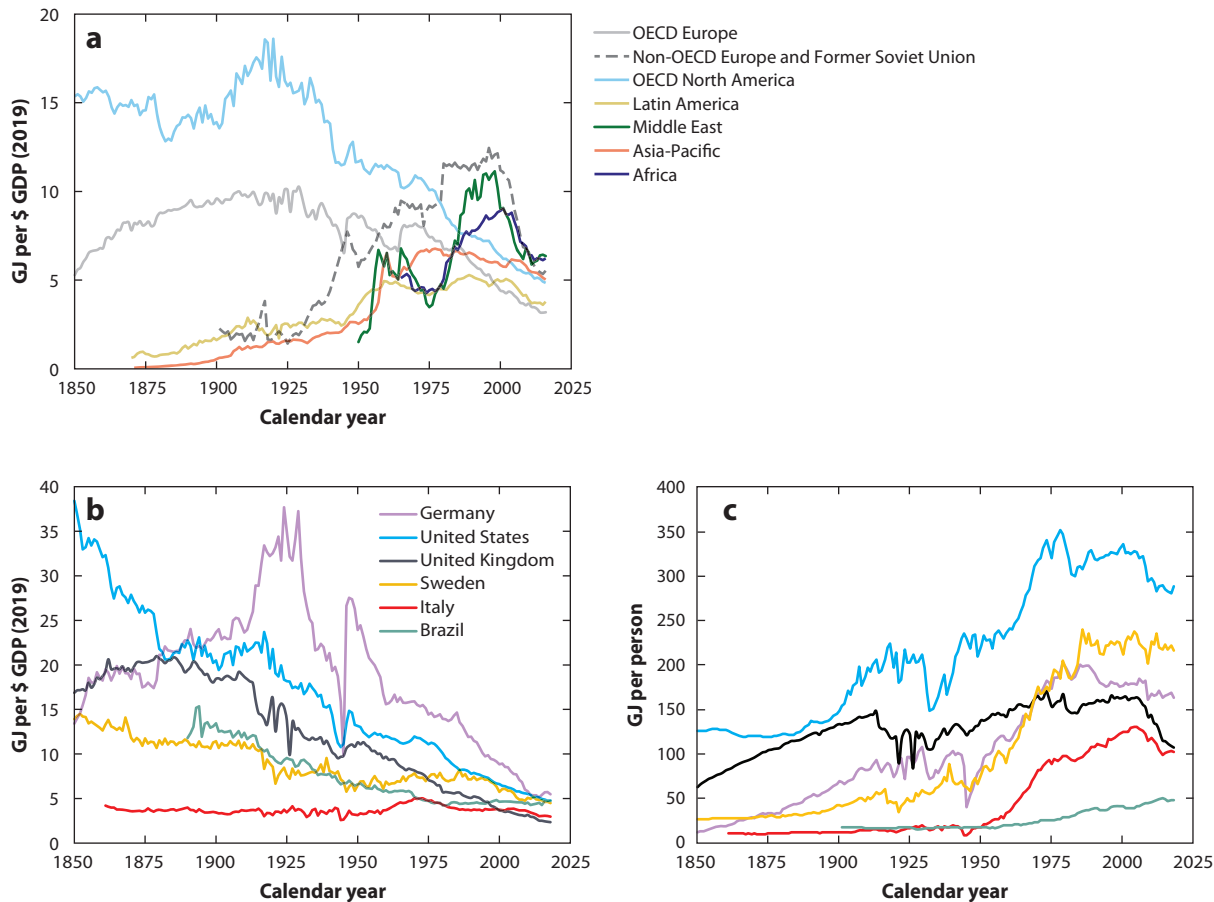 a
20
15
10
5
0
GJ per $ GDP (2019)
1850 1875 1900 1925 1950 1975 2000 2025
Calendar year
OECD Europe
Non-OECD Europe and Former Soviet Union
OECD North America
Latin America
Middle East
Asia-Pacific
Africa
b
40
35
30
25
20
15
10
5
0
GJ per $ GDP (2019)
1850 1875 1900 1925 1950 1975 2000 2025
Calendar year
Germany
United States
United Kingdom
Sweden
Italy
Brazil
c
400
350
300
250
200
150
100
50
0
GJ per person
1850 1875 1900 1925 1950 1975 2000 2025
Calendar year